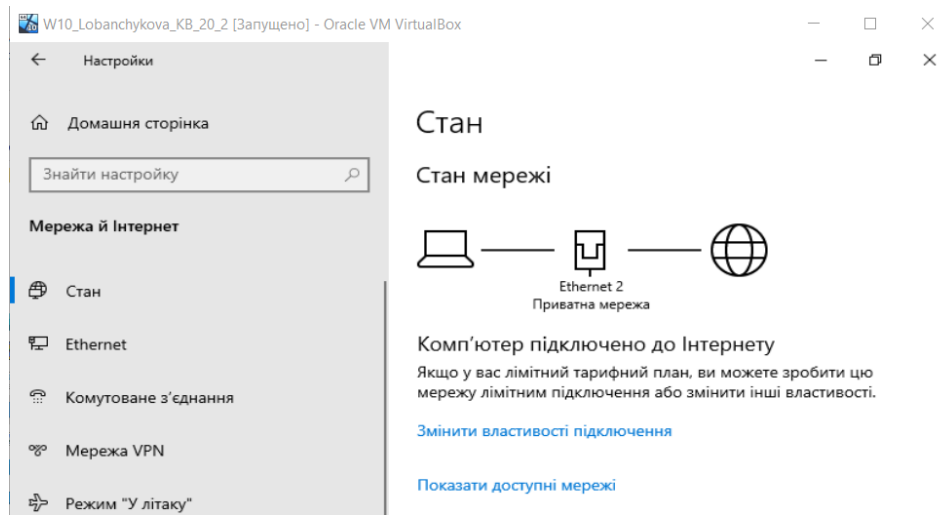 W10_Lobanchykova_KB_20_2 [Запущено] - Oracle VM VirtualBox
Настройки
Домашня сторінка
Знайти настройку
Мережа й Інтернет
Стан
Ethernet
Комутоване з'єднання
Мережа VPN
Режим "У літаку"
Стан
Стан мережі
Ethernet 2
Приватна мережа
Комп'ютер підключено до Інтернету
Якщо у вас лімітний тарифний план, ви можете зробити цю
мережу лімітним підключення або змінити інші властивості.
Змінити властивості підключення
Показати доступні мережі